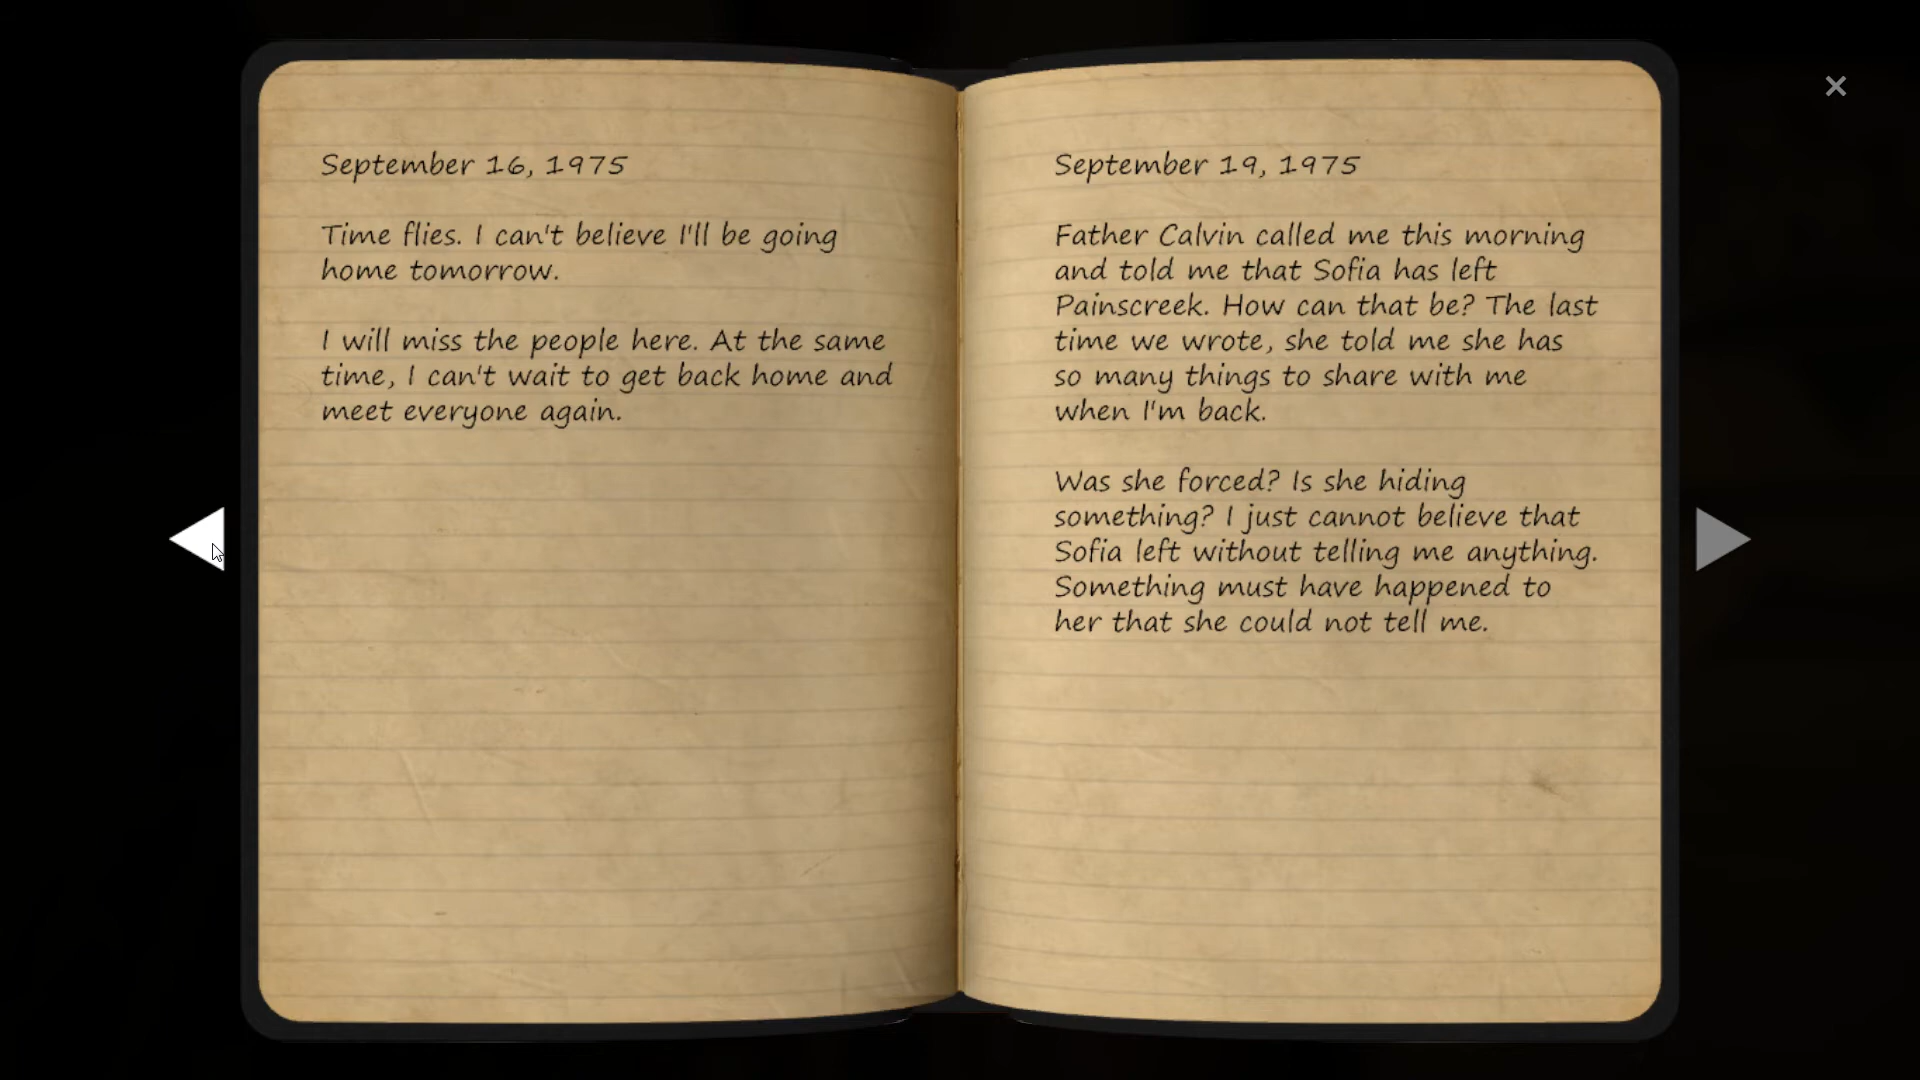 September 16, 1975
Time flies. I can't believe I'll be going
home tomorrow.
I will miss the people here. At the same
time, I can't wait to get back home and
meet everyone again.
September 19, 1975
Father Calvin called me this morning
and told me that Sofia has left
Painscreek. How can that be? The last
time we wrote, she told me she has
so many things to share with me
when I'm back.
Was she forced? Is she hiding
something? I just cannot believe that
Sofia left without telling me anything.
Something must have happened to
her that she could not tell me.